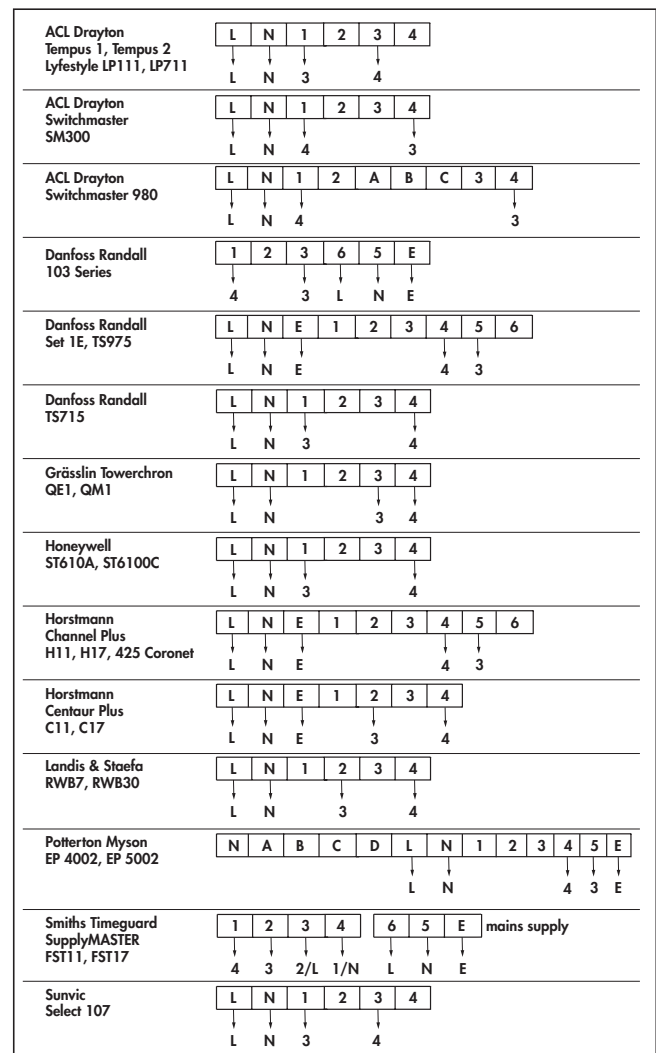 ACL Drayton
Tempus 1, Tempus 2
Lyfestyle LP111, LP711
L N 1 2 3 4
L N 3 4
ACL Drayton
Switchmaster
SM300
L N 1 2 3 4
L N 4 3
ACL Drayton
Switchmaster 980
L N 1 2 A B C 3 4
L N 4 3
Danfoss Randall
103 Series
1 2 3 6 5 E
4 3 L N E
Danfoss Randall
Set 1E, TS975
L N E 1 2 3 4 5 6
L N E 4 3
Danfoss Randall
TS715
L N 1 2 3 4
L N 3 4
Grässlin Towerchron
QE1, QM1
L N 1 2 3 4
L N 3 4
Honeywell
ST610A, ST6100C
L N 1 2 3 4
L N 3 4
Horstmann
Channel Plus
H11, H17, 425 Coronet
L N E 1 2 3 4 5 6
L N E 4 3
Horstmann
Centaur Plus
C11, C17
L N E 1 2 3 4
L N E 3 4
Landis & Staefa
RWB7, RWB30
L N 1 2 3 4
L N 3 4
Potterton Myson
EP 4002, EP 5002
N A B C D L N 1 2 3 4 5 E
L N 4 3 E
Smiths Timeguard
SupplyMASTER
FST11, FST17
1 2 3 4 6 5 E mains supply
4 3 2/L 1/N L N E
Sunvic
Select 107
L N 1 2 3 4
L N 3 4